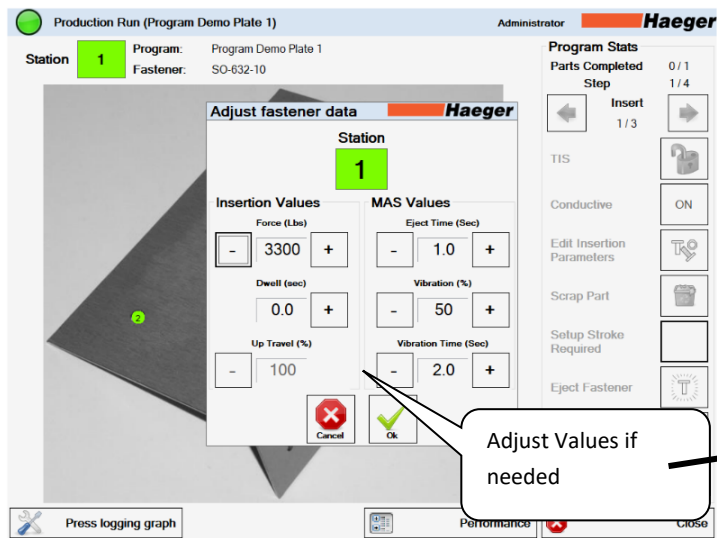 Production Run (Program Demo Plate 1)
Administrator
Haeger
Station
1
Program: Program Demo Plate 1
Fastener: SO-632-10
Program Stats
Parts Completed 0 / 1
Step 1 / 4
Insert
1 / 3
TIS
Conductive
ON
Edit Insertion
Parameters
Scrap Part
Setup Stroke
Required
Eject Fastener
T
2
Adjust fastener data
Haeger
Station
1
Insertion Values
Force (Lbs)
- 3300 +
Dwell (sec)
0.0 +
Up Travel (%)
- 100
MAS Values
Eject Time (Sec)
- 1.0 +
Vibration (%)
- 50 +
Vibration Time (Sec)
- 2.0 +
Cancel
Ok
Adjust Values if
needed
Press logging graph
Performance
Close